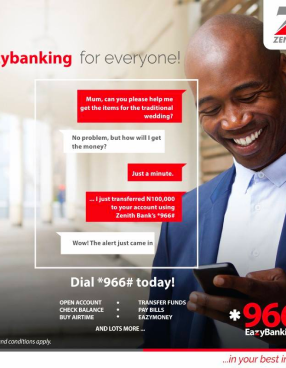 ybanking for everyone!
ZEN
Mum, can you please help me
get the items for the traditional
wedding?
No problem, but how will I get
the money?
Just a minute.
... I just transferred N100,000
to your account using
Zenith Bank's *966#
Wow! The alert just came in
Dial *966# today!
OPEN ACCOUNT • TRANSFER FUNDS
CHECK BALANCE • PAY BILLS
BUY AIRTIME • EAZYMONEY
AND LOTS MORE ...
*966
EazyBanki
nd conditions apply.
...in your best in